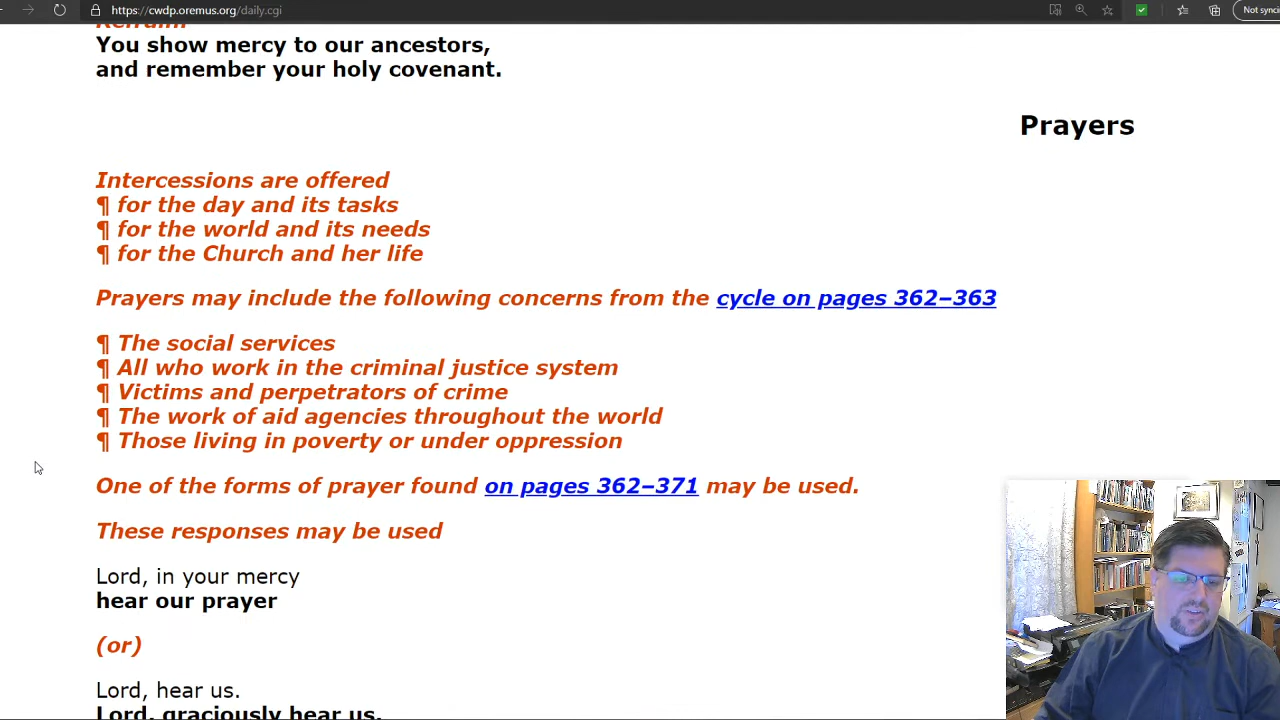 https://cwdp.oremus.org/daily.cgi
Not synci
Refrain
You show mercy to our ancestors,
and remember your holy covenant.
Prayers
Intercessions are offered
¶ for the day and its tasks
¶ for the world and its needs
¶ for the Church and her life
Prayers may include the following concerns from the cycle on pages 362–363
¶ The social services
¶ All who work in the criminal justice system
¶ Victims and perpetrators of crime
¶ The work of aid agencies throughout the world
¶ Those living in poverty or under oppression
One of the forms of prayer found on pages 362–371 may be used.
These responses may be used
Lord, in your mercy
hear our prayer
(or)
Lord, hear us.
Lord, graciously hear us.